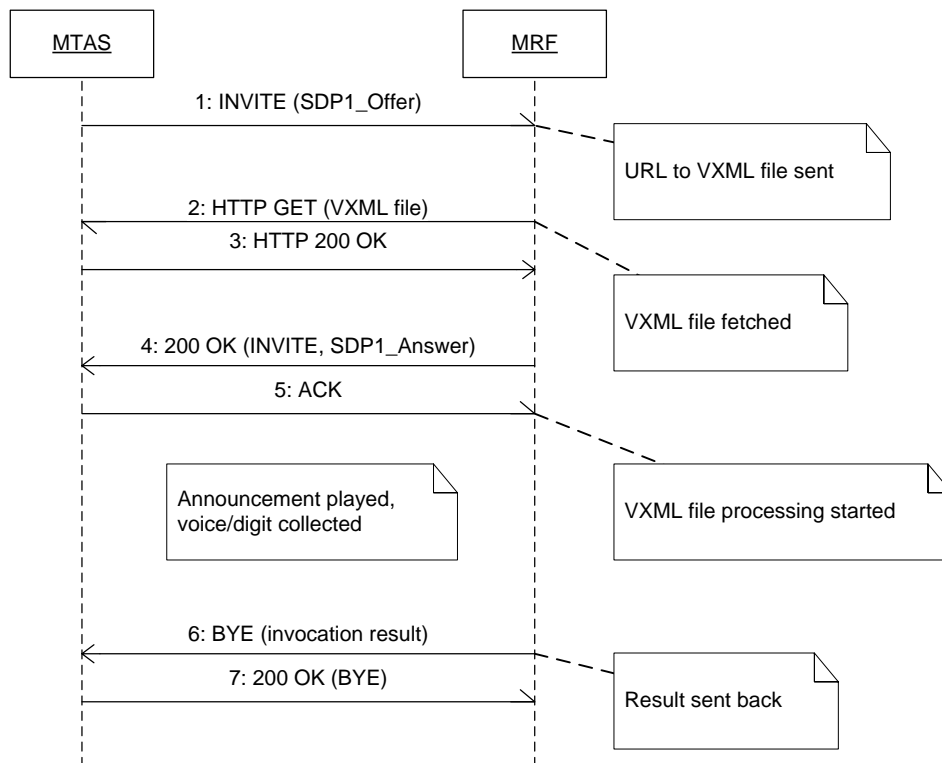 MTAS
MRF
1: INVITE (SDP1_Offer)
URL to VXML file sent
2: HTTP GET (VXML file)
3: HTTP 200 OK
VXML file fetched
4: 200 OK (INVITE, SDP1_Answer)
5: ACK
Announcement played,
voice/digit collected
VXML file processing started
6: BYE (invocation result)
7: 200 OK (BYE)
Result sent back